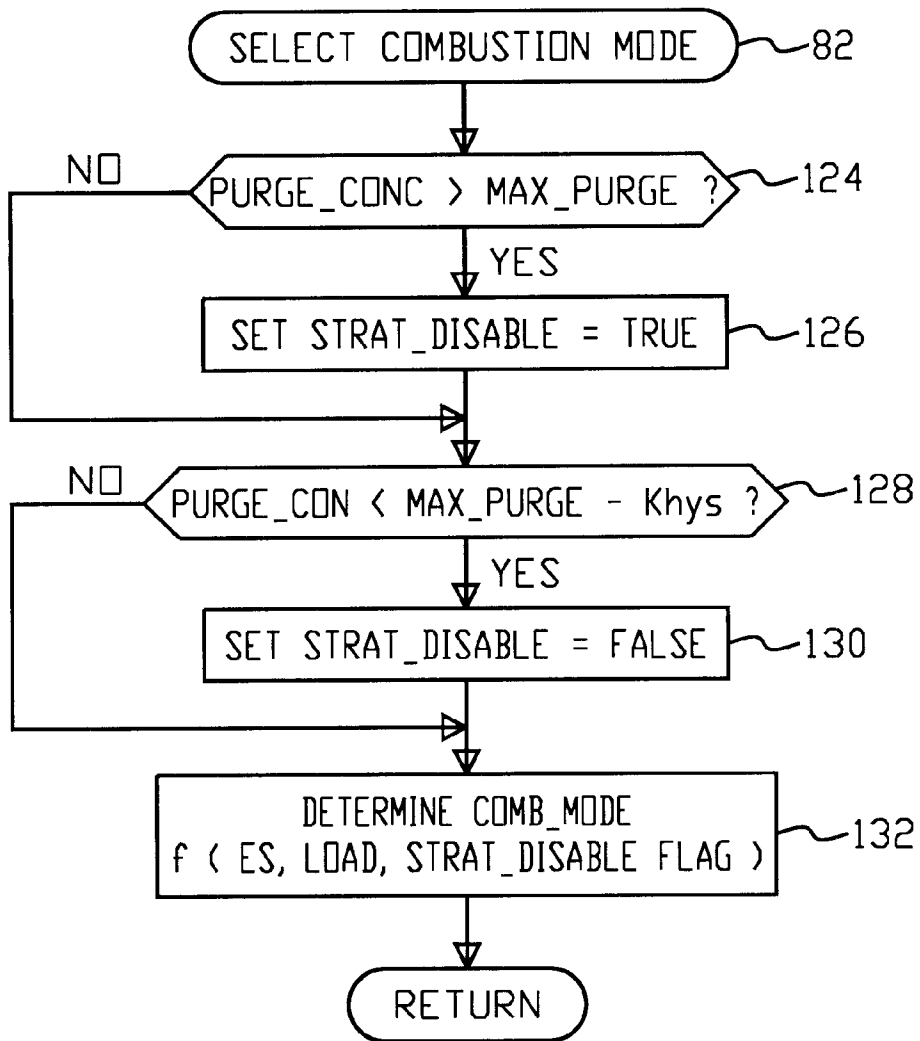 SELECT COMBUSTION MODE
82
NO
PURGE_CONC > MAX_PURGE ?
124
YES
SET STRAT_DISABLE = TRUE
126
NO
PURGE_CON < MAX_PURGE - Khys ?
128
YES
SET STRAT_DISABLE = FALSE
130
DETERMINE COMB_MODE
f ( ES, LOAD, STRAT_DISABLE FLAG )
132
RETURN